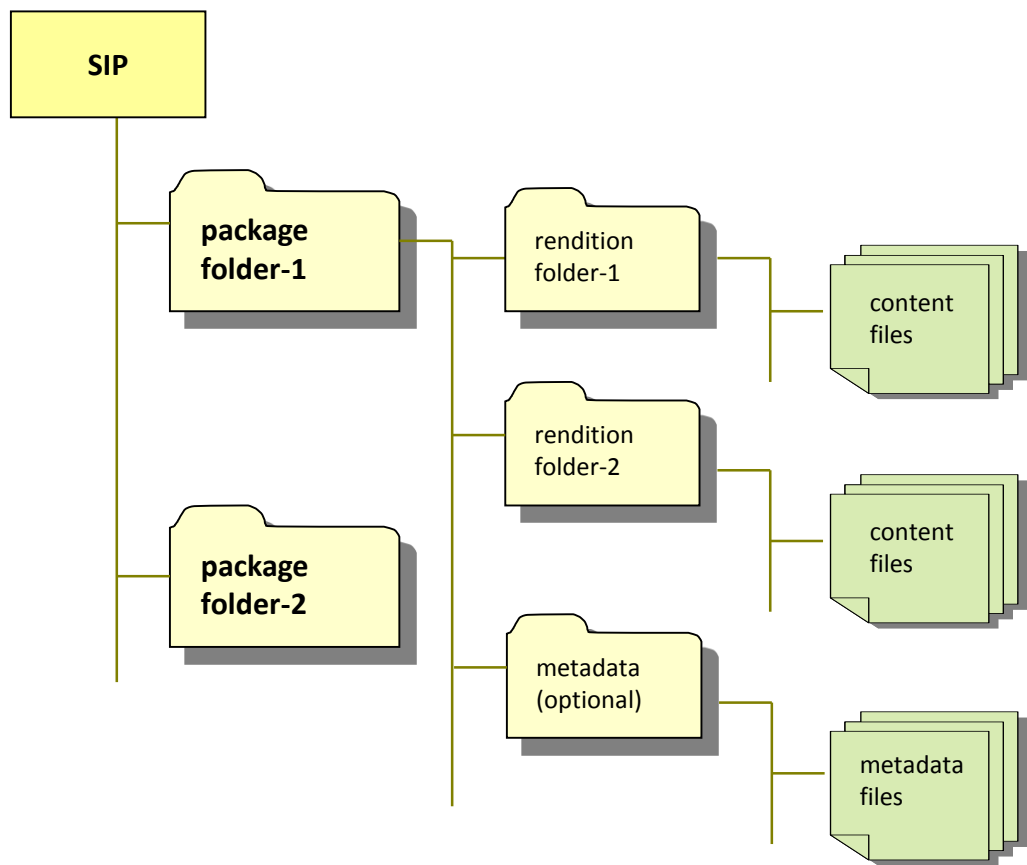 SIP
package
folder-1
rendition
folder-1
content
files
rendition
folder-2
content
files
package
folder-2
metadata
(optional)
metadata
files